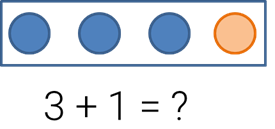 3 + 1 = ?